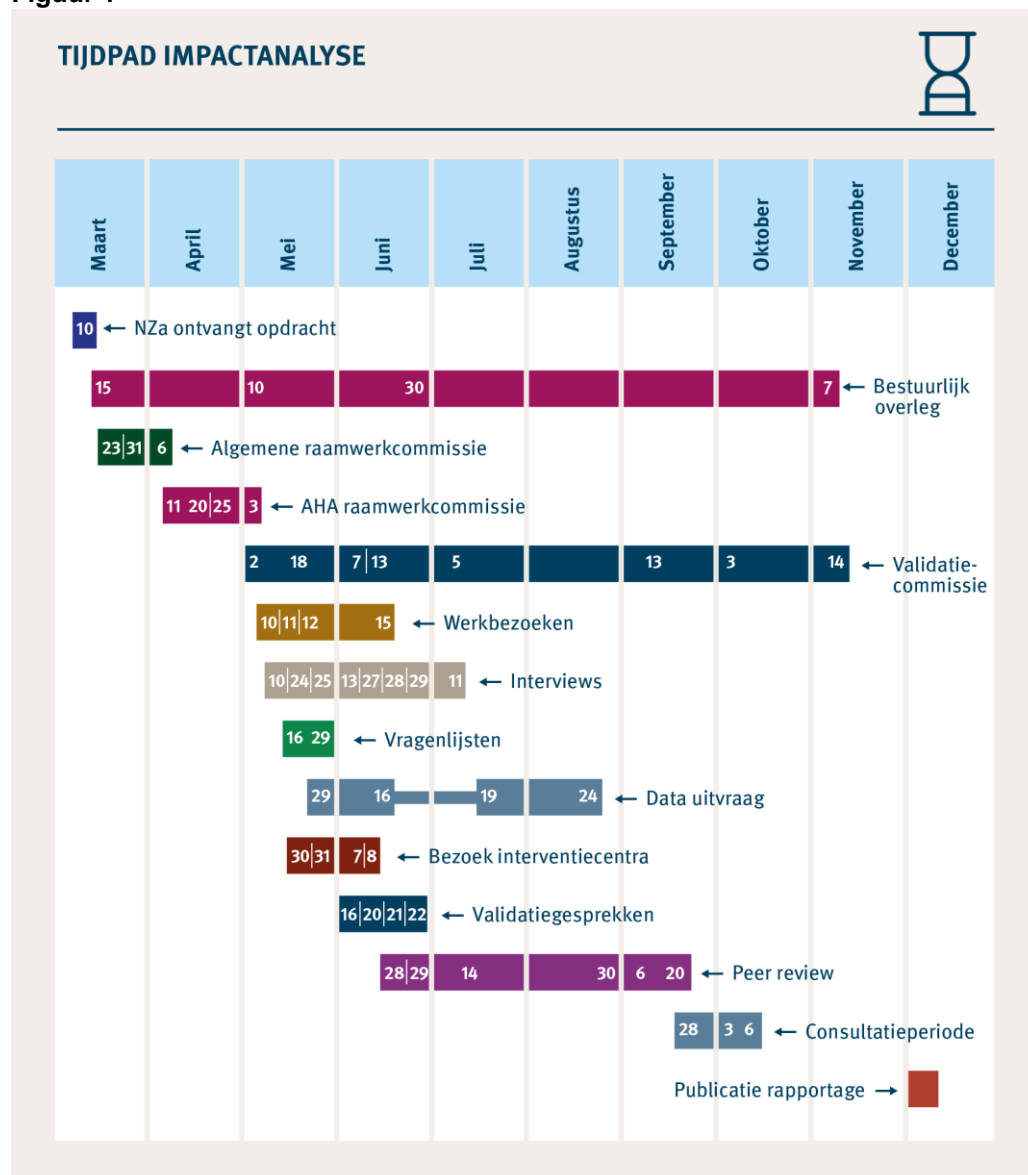 TIJDPAD IMPACTANALYSE
Maart
April
Mei
Juni
Juli
Augustus
September
Oktober
November
December
10 ← NZa ontvangt opdracht
15 10 30 7 ← Bestuurlijk
overleg
23|31 6 ← Algemene raamwerkcommissie
11 20|25 3 ← AHA raamwerkcommissie
2 18 7|13 5 13 3 14 ← Validatie-
commissie
10|11|12 15 ← Werkbezoeken
10|24|25 13|27|28|29 11 ← Interviews
16 29 ← Vragenlijsten
29 16 19 24 ← Data uitvraag
30|31 7|8 ← Bezoek interventiecentra
16|20|21|22 ← Validatiegesprekken
28|29 14 30 6 20 ← Peer review
28 3 6 ← Consultatieperiode
Publicatie rapportage →